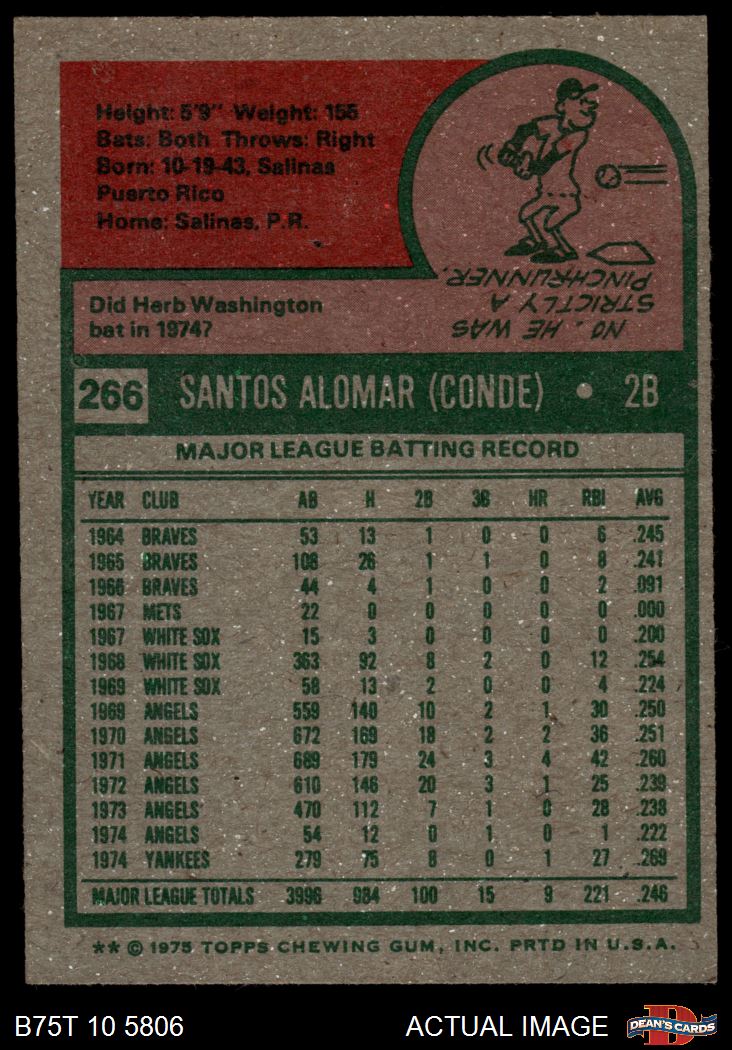 Height: 5'9" Weight: 155
Bats: Both Throws: Right
Born: 10-19-43, Salinas
Puerto Rico
Home: Salinas, P.R.
Did Herb Washington
bat in 1974?
NO. HE WAS
STRICTLY A
PINCHRUNNER.
266 SANTOS ALOMAR (CONDE) • 2B
MAJOR LEAGUE BATTING RECORD
YEAR CLUB AB H 2B 3B HR RBI AVG
1964 BRAVES 53 13 1 0 0 6 .245
1965 BRAVES 108 26 1 1 0 8 .241
1966 BRAVES 44 4 1 0 0 2 .091
1967 METS 22 0 0 0 0 0 .000
1967 WHITE SOX 15 3 0 0 0 0 .200
1968 WHITE SOX 363 92 8 2 0 12 .254
1969 WHITE SOX 58 13 2 0 0 4 .224
1969 ANGELS 559 140 10 2 1 30 .250
1970 ANGELS 672 169 18 2 2 36 .251
1971 ANGELS 689 179 24 3 4 42 .260
1972 ANGELS 610 146 20 3 1 25 .239
1973 ANGELS 470 112 7 1 0 28 .238
1974 ANGELS 54 12 0 1 0 1 .222
1974 YANKEES 279 75 8 0 1 27 .269
MAJOR LEAGUE TOTALS 3996 984 100 15 9 221 .246
** © 1975 TOPPS CHEWING GUM, INC. PRTD IN U.S.A.
B75T 10 5806 ACTUAL IMAGE DEAN'S CARDS